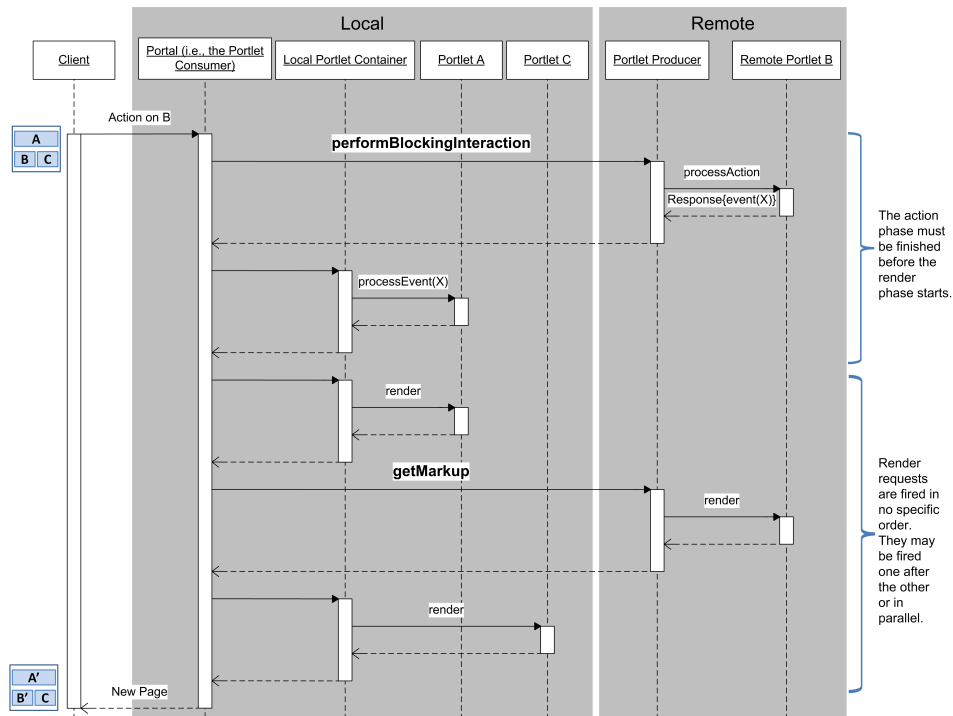 Local
Remote
Client
Portal (i.e., the Portlet
Consumer)
Local Portlet Container
Portlet A
Portlet C
Portlet Producer
Remote Portlet B
Action on B
A
B C
performBlockingInteraction
processAction
Response{event(X)}
The action
phase must
be finished
before the
render
phase starts.
processEvent(X)
render
getMarkup
render
Render
requests
are fired in
no specific
order.
They may
be fired
one after
the other
or in
parallel.
render
A’
B’ C
New Page